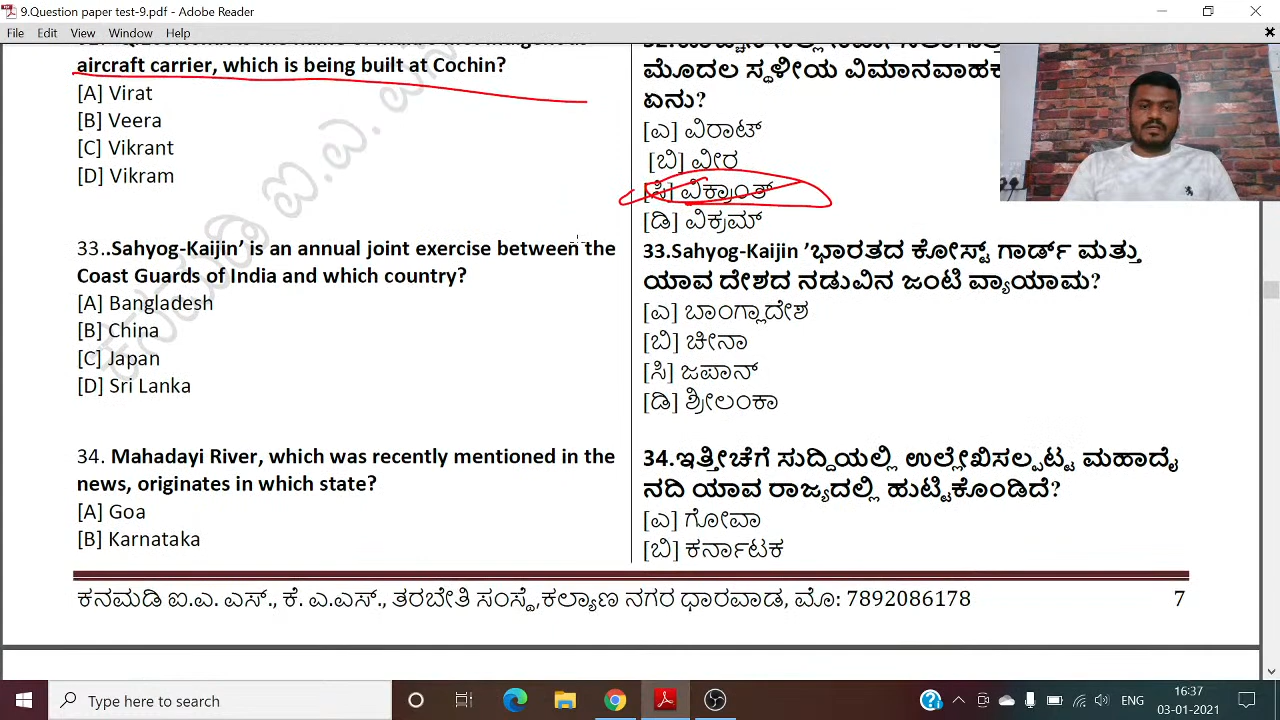 9.Question paper test-9.pdf - Adobe Reader
File Edit View Window Help
aircraft carrier, which is being built at Cochin?
[A] Virat
[B] Veera
[C] Vikrant
[D] Vikram
33..Sahyog-Kaijin’ is an annual joint exercise between the
Coast Guards of India and which country?
[A] Bangladesh
[B] China
[C] Japan
[D] Sri Lanka
34. Mahadayi River, which was recently mentioned in the
news, originates in which state?
[A] Goa
[B] Karnataka
ಮೊದಲ ಸ್ಥಳೀಯ ವಿಮಾನವಾಹಕ
ಏನು?
[ಎ] ವಿರಾಟ್
[ಬಿ] ವೀರ
[ಸಿ] ವಿಕ್ರಾಂತ್
[ಡಿ] ವಿಕ್ರಮ್
33.Sahyog-Kaijin ’ಭಾರತದ ಕೋಸ್ಟ್ ಗಾರ್ಡ್ ಮತ್ತು
ಯಾವ ದೇಶದ ನಡುವಿನ ಜಂಟಿ ವ್ಯಾಯಾಮ?
[ಎ] ಬಾಂಗ್ಲಾದೇಶ
[ಬಿ] ಚೀನಾ
[ಸಿ] ಜಪಾನ್
[ಡಿ] ಶ್ರೀಲಂಕಾ
34.ಇತ್ತೀಚೆಗೆ ಸುದ್ದಿಯಲ್ಲಿ ಉಲ್ಲೇಖಿಸಲ್ಪಟ್ಟ ಮಹಾದೈ
ನದಿ ಯಾವ ರಾಜ್ಯದಲ್ಲಿ ಹುಟ್ಟಿಕೊಂಡಿದೆ?
[ಎ] ಗೋವಾ
[ಬಿ] ಕರ್ನಾಟಕ
ಕನಮಡಿ ಐ.ಎ. ಎಸ್., ಕೆ. ಎ.ಎಸ್., ತರಬೇತಿ ಸಂಸ್ಥೆ,ಕಲ್ಯಾಣ ನಗರ ಧಾರವಾಡ, ಮೊ: 7892086178 7
Type here to search
ENG
16:37
03-01-2021